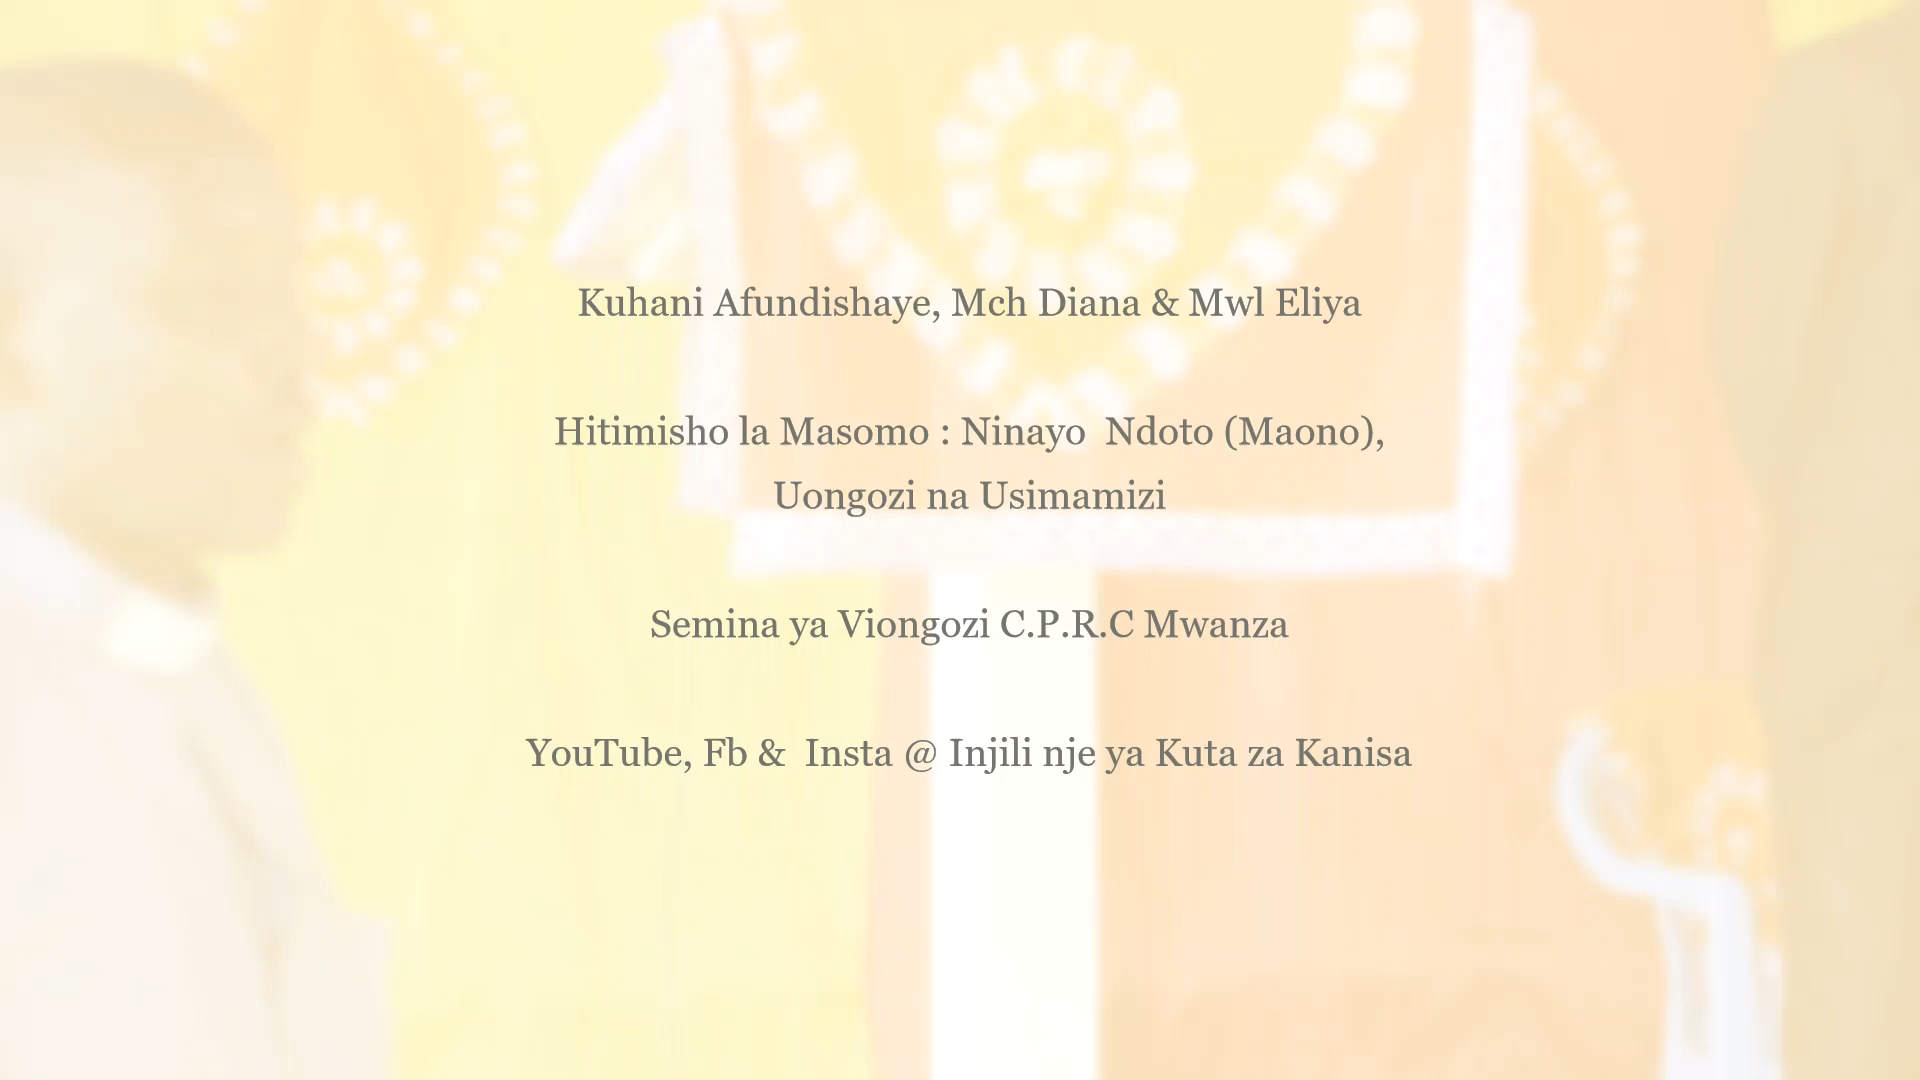 Kuhani Afundishaye, Mch Diana & Mwl Eliya
Hitimisho la Masomo : Ninayo  Ndoto (Maono),
Uongozi na Usimamizi
Semina ya Viongozi C.P.R.C Mwanza
YouTube, Fb &  Insta @ Injili nje ya Kuta za Kanisa